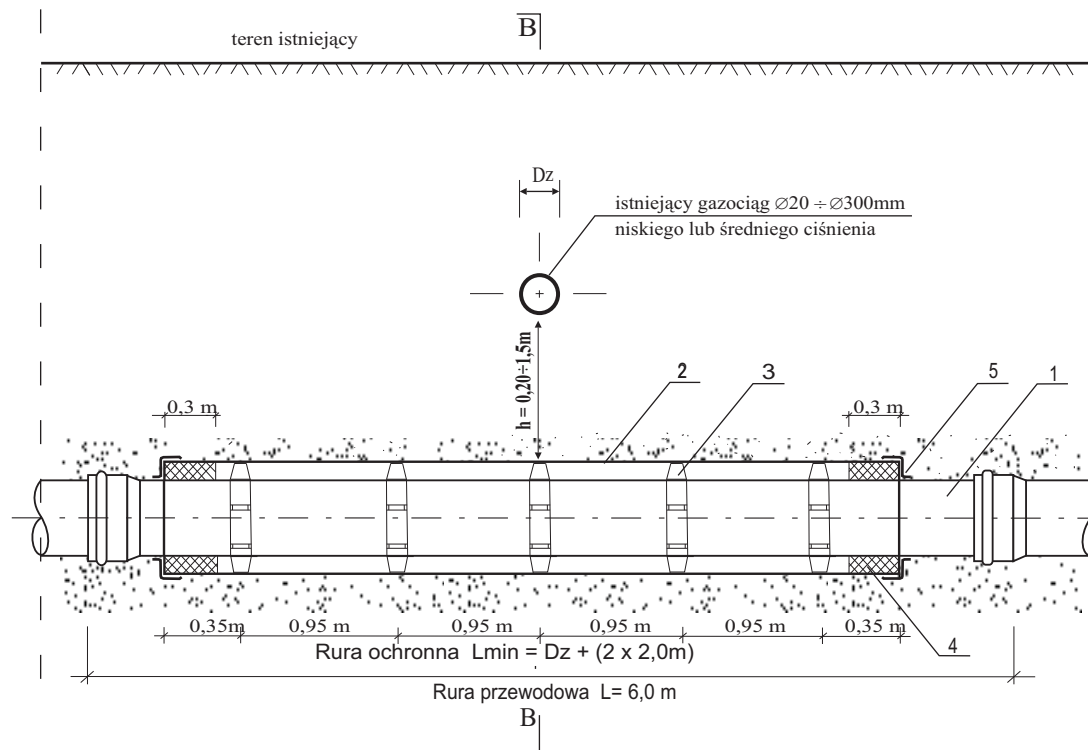 B
teren istniejący
Dz
istniejący gazociąg ∅20 ÷ ∅300mm
niskiego lub średniego ciśnienia
h = 0,20÷1,5m
2
3
5
1
0,3 m
0,3 m
0,35m
0,95 m
0,95 m
0,95 m
0,95 m
0,35 m
4
Rura ochronna Lmin = Dz + (2 x 2,0m)
Rura przewodowa L= 6,0 m
B